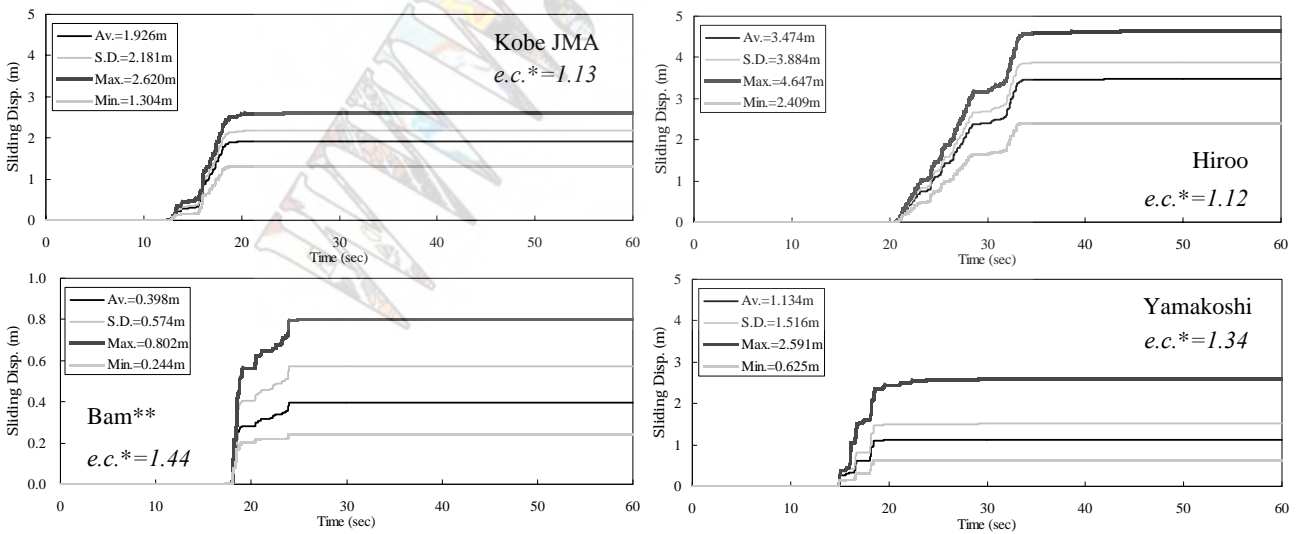 5
4
3
2
1
0
Sliding Disp. (m)
Av.=1.926m
S.D.=2.181m
Max.=2.620m
Min.=1.304m
Kobe JMA
e.c.*=1.13
0 10 20 30 40 50 60
Time (sec)
5
4
3
2
1
0
Sliding Disp. (m)
Av.=3.474m
S.D.=3.884m
Max.=4.647m
Min.=2.409m
Hiroo
e.c.*=1.12
0 10 20 30 40 50 60
Time (sec)
1.0
0.8
0.6
0.4
0.2
0.0
Sliding Disp. (m)
Av.=0.398m
S.D.=0.574m
Max.=0.802m
Min.=0.244m
Bam**
e.c.*=1.44
0 10 20 30 40 50 60
Time (sec)
5
4
3
2
1
0
Sliding Disp. (m)
Av.=1.134m
S.D.=1.516m
Max.=2.591m
Min.=0.625m
Yamakoshi
e.c.*=1.34
0 10 20 30 40 50 60
Time (sec)